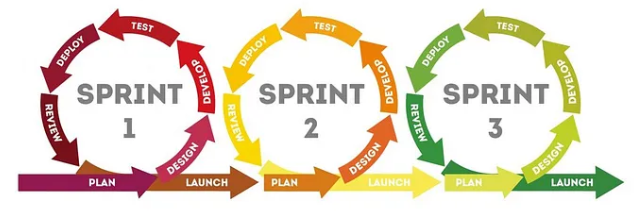 TEST
DEPLOY
DEVELOP
SPRINT
1
REVIEW
DESIGN
PLAN
LAUNCH
TEST
DEPLOY
DEVELOP
SPRINT
2
REVIEW
DESIGN
PLAN
LAUNCH
TEST
DEPLOY
DEVELOP
SPRINT
3
REVIEW
DESIGN
PLAN
LAUNCH